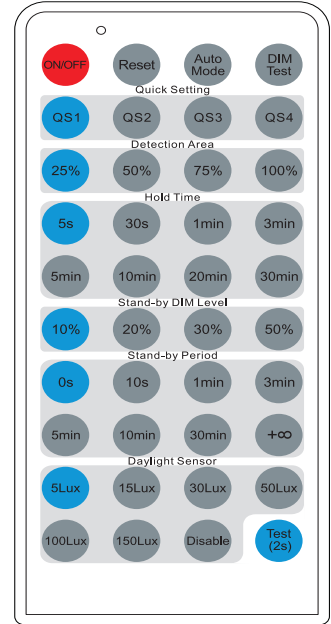 ON/OFF Reset Auto Mode DIM Test
Quick Setting
QS1 QS2 QS3 QS4
Detection Area
25% 50% 75% 100%
Hold Time
5s 30s 1min 3min
5min 10min 20min 30min
Stand-by DIM Level
10% 20% 30% 50%
Stand-by Period
0s 10s 1min 3min
5min 10min 30min +∞
Daylight Sensor
5Lux 15Lux 30Lux 50Lux
100Lux 150Lux Disable Test (2s)